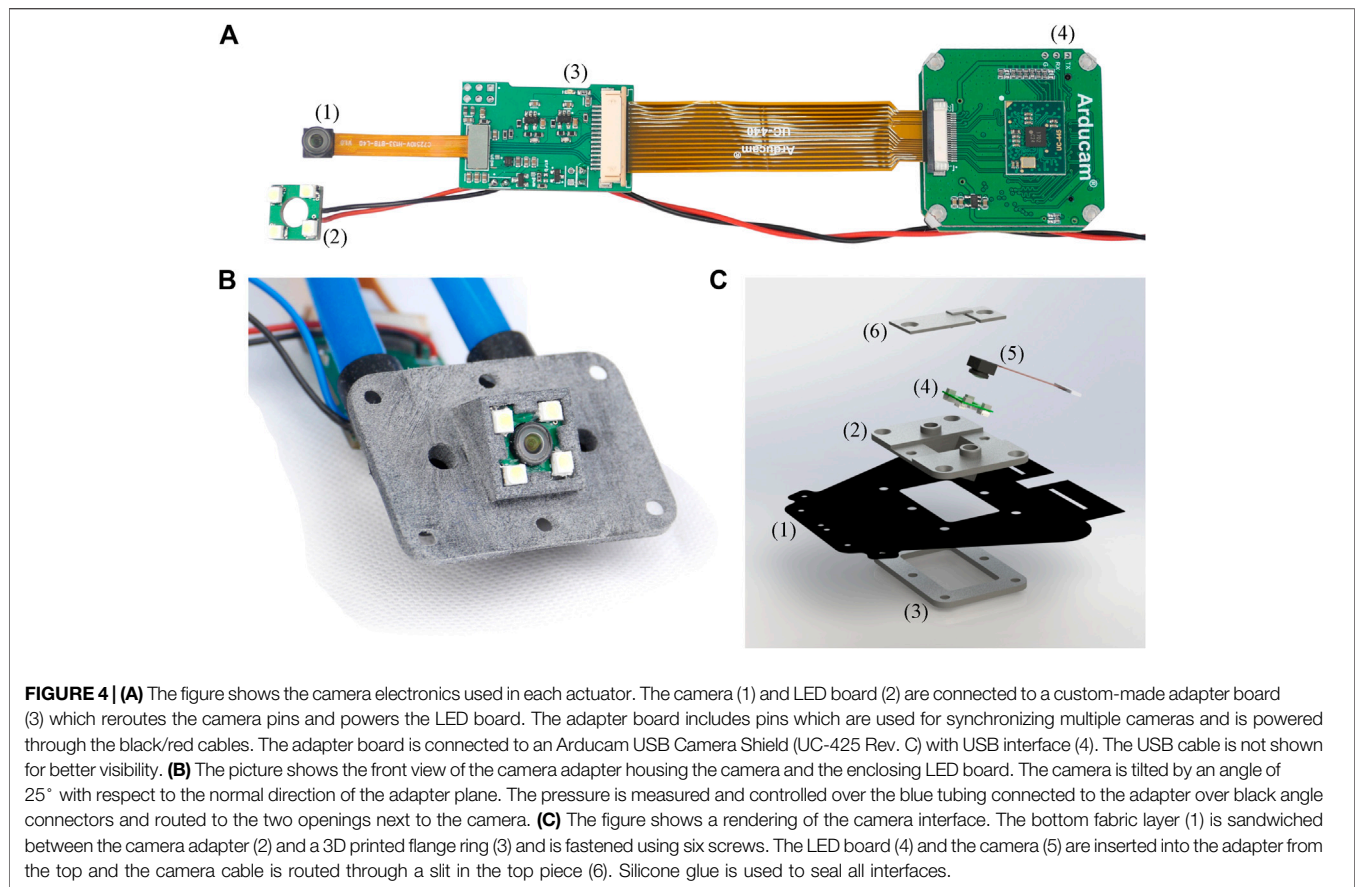 A
(1)
(2)
(3)
(4)
TX
RX
G
Arducam®
UC-445
Arducam®
UC-440
B
C
(6)
(5)
(4)
(2)
(1)
(3)
FIGURE 4 | (A) The figure shows the camera electronics used in each actuator. The camera (1) and LED board (2) are connected to a custom-made adapter board
(3) which reroutes the camera pins and powers the LED board. The adapter board includes pins which are used for synchronizing multiple cameras and is powered
through the black/red cables. The adapter board is connected to an Arducam USB Camera Shield (UC-425 Rev. C) with USB interface (4). The USB cable is not shown
for better visibility. (B) The picture shows the front view of the camera adapter housing the camera and the enclosing LED board. The camera is tilted by an angle of
25° with respect to the normal direction of the adapter plane. The pressure is measured and controlled over the blue tubing connected to the adapter over black angle
connectors and routed to the two openings next to the camera. (C) The figure shows a rendering of the camera interface. The bottom fabric layer (1) is sandwiched
between the camera adapter (2) and a 3D printed flange ring (3) and is fastened using six screws. The LED board (4) and the camera (5) are inserted into the adapter from
the top and the camera cable is routed through a slit in the top piece (6). Silicone glue is used to seal all interfaces.